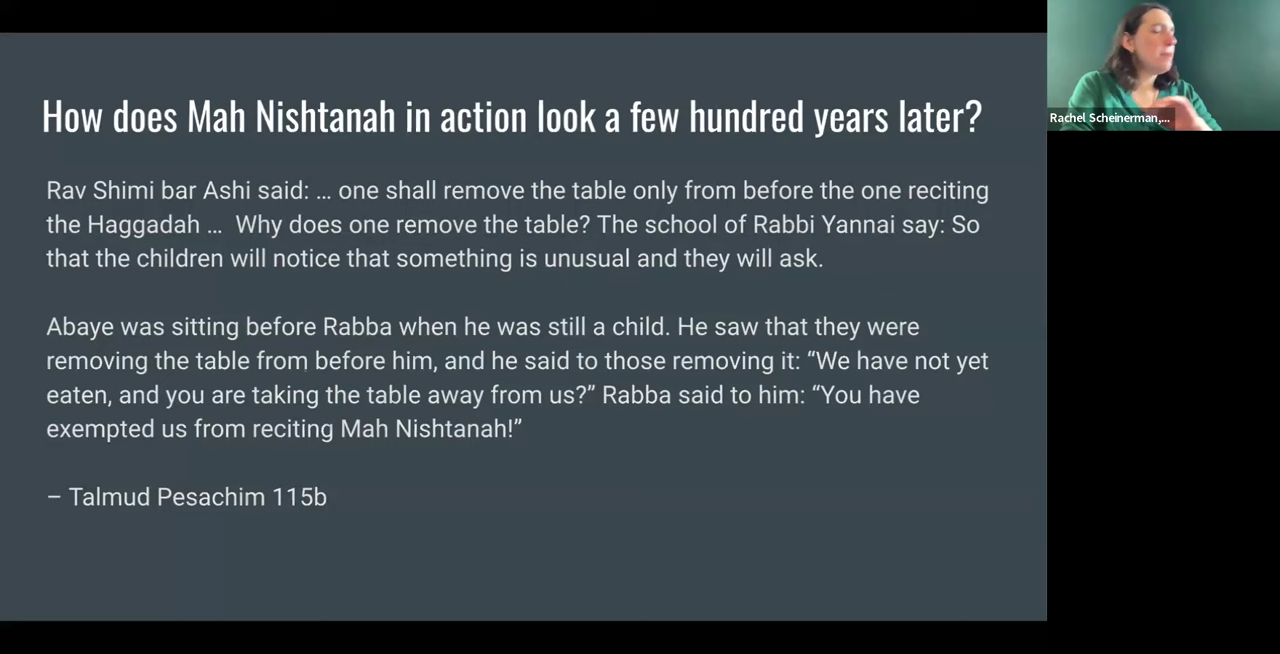 How does Mah Nishtanah in action look a few hundred years later?
Rav Shimi bar Ashi said: … one shall remove the table only from before the one reciting
the Haggadah … Why does one remove the table? The school of Rabbi Yannai say: So
that the children will notice that something is unusual and they will ask.
Abaye was sitting before Rabba when he was still a child. He saw that they were
removing the table from before him, and he said to those removing it: “We have not yet
eaten, and you are taking the table away from us?” Rabba said to him: “You have
exempted us from reciting Mah Nishtanah!”
– Talmud Pesachim 115b
Rachel Scheinerman,...